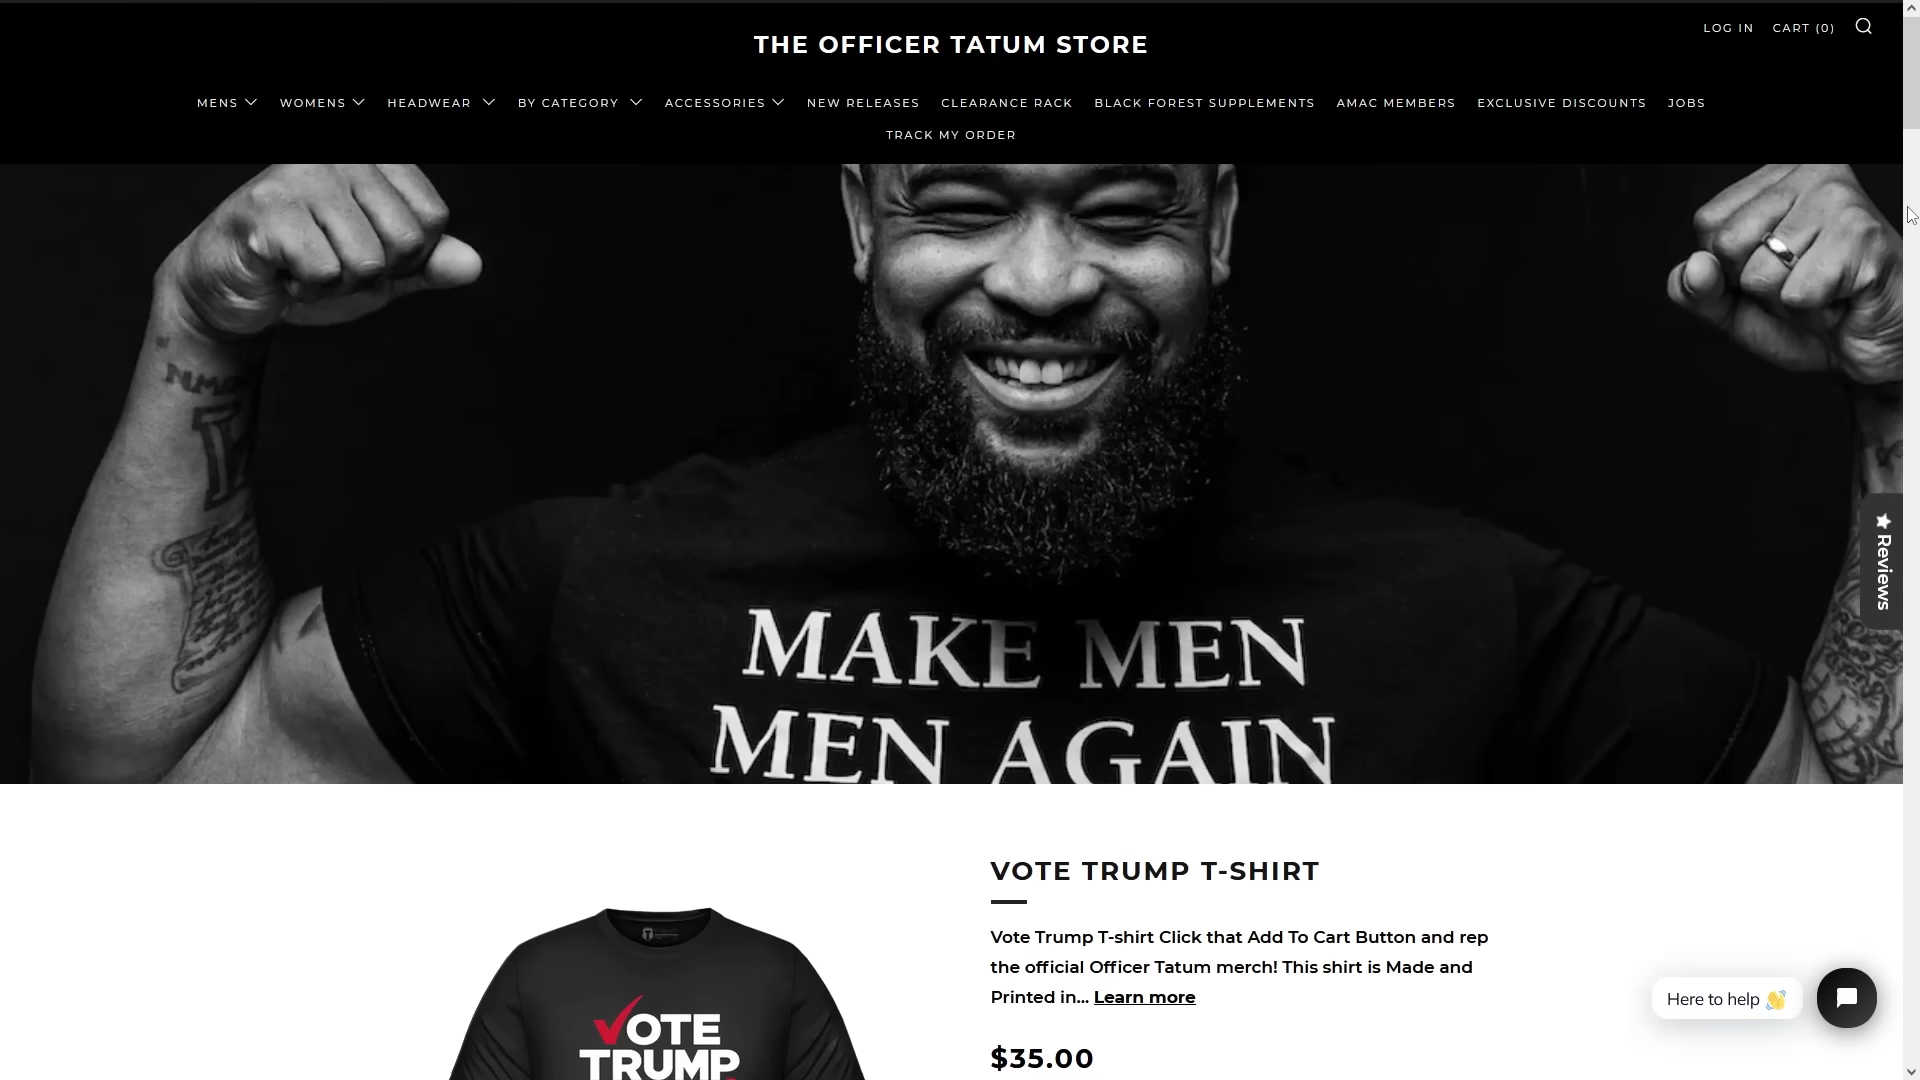 LOG IN
CART (0)
THE OFFICER TATUM STORE
MENS
WOMENS
HEADWEAR
BY CATEGORY
ACCESSORIES
NEW RELEASES
CLEARANCE RACK
BLACK FOREST SUPPLEMENTS
AMAC MEMBERS
EXCLUSIVE DISCOUNTS
JOBS
TRACK MY ORDER
MAKE MEN
MEN AGAIN
Reviews
VOTE TRUMP T-SHIRT
Vote Trump T-shirt Click that Add To Cart Button and rep
the official Officer Tatum merch! This shirt is Made and
Printed in... Learn more
$35.00
VOTE
TRUMP
Here to help 👋